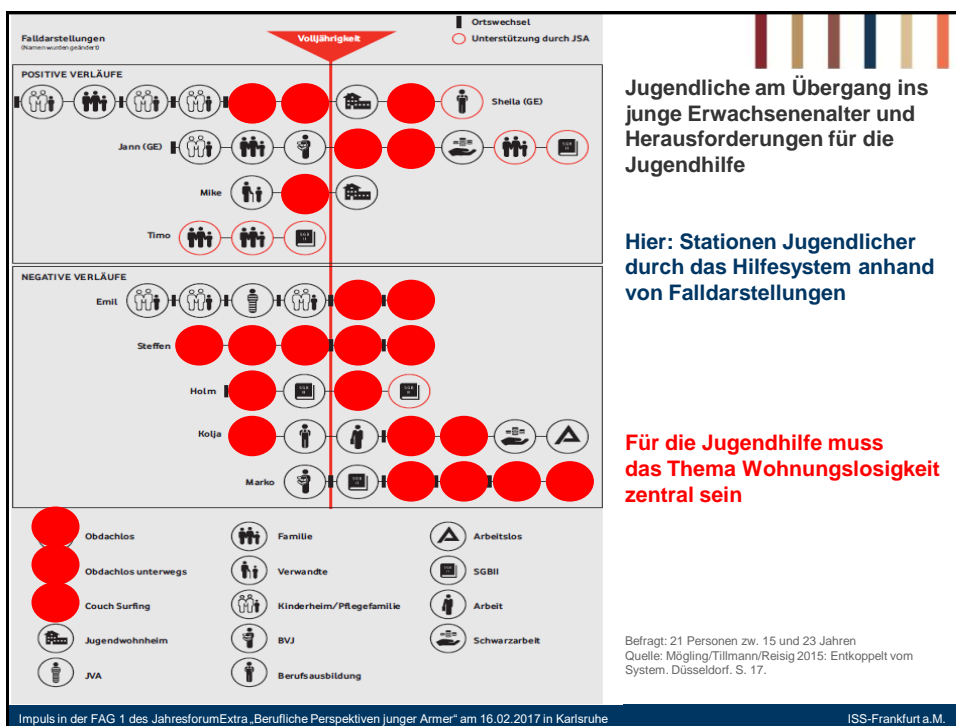 Falldarstellungen
(Namen wurden geändert)
Volljährigkeit
Ortswechsel
Unterstützung durch JSA
POSITIVE VERLÄUFE
Sheila (GE)
Jann (GE)
Mike
Timo
NEGATIVE VERLÄUFE
Emil
Steffen
Holm
Kolja
Marko
Obdachlos
Obdachlos unterwegs
Couch Surfing
Jugendwohnheim
JVA
Familie
Verwandte
Kinderheim/Pflegefamilie
BVJ
Berufsausbildung
Arbeitslos
SGBII
Arbeit
Schwarzarbeit
Jugendliche am Übergang ins
junge Erwachsenenalter und
Herausforderungen für die
Jugendhilfe
Hier: Stationen Jugendlicher
durch das Hilfesystem anhand
von Falldarstellungen
Für die Jugendhilfe muss
das Thema Wohnungslosigkeit
zentral sein
Befragt: 21 Personen zw. 15 und 23 Jahren
Quelle: Mögling/Tillmann/Reisig 2015: Entkoppelt vom
System. Düsseldorf. S. 17.
Impuls in der FAG 1 des JahresforumExtra „Berufliche Perspektiven junger Armer“ am 16.02.2017 in Karlsruhe
ISS-Frankfurt a.M.